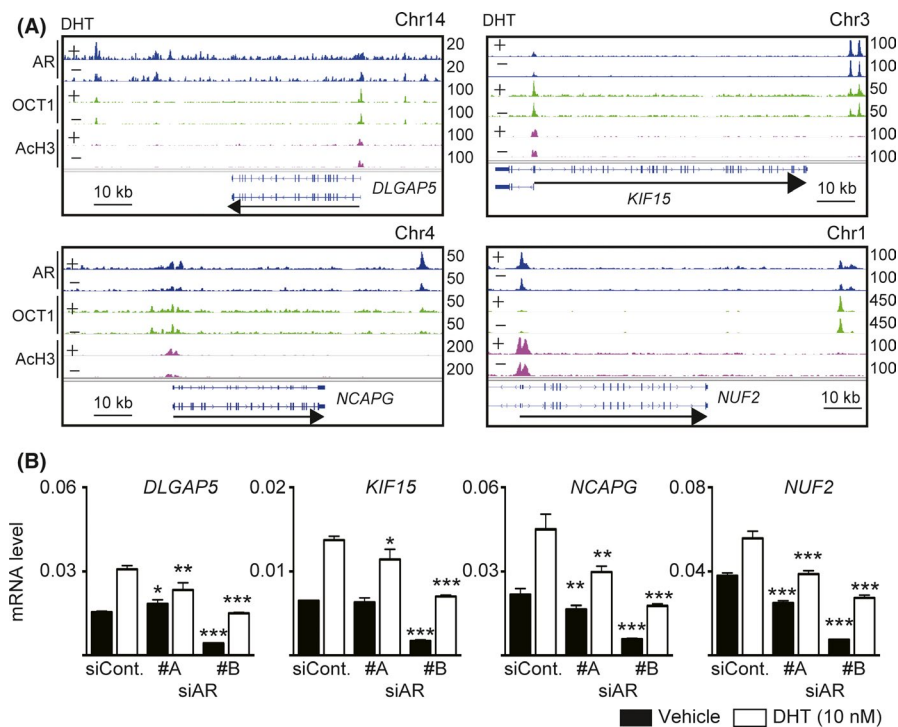 (A)
DHT
Chr14
AR
+
20
−
20
OCT1
+
100
−
100
AcH3
+
100
−
100
10 kb
DLGAP5
DHT
Chr3
+
100
−
100
+
50
−
50
+
100
−
100
KIF15
10 kb
Chr4
AR
+
50
−
50
OCT1
+
50
−
50
AcH3
+
200
−
200
10 kb
NCAPG
Chr1
+
100
−
100
+
450
−
450
+
100
−
100
NUF2
10 kb
(B)
mRNA level
DLGAP5
0.06
0.03
* ** *** ***
siCont. #A #B
siAR
KIF15
0.02
0.01
* *** ***
siCont. #A #B
siAR
NCAPG
0.06
0.03
** ** *** ***
siCont. #A #B
siAR
NUF2
0.08
0.04
*** *** *** ***
siCont. #A #B
siAR
Vehicle DHT (10 nM)